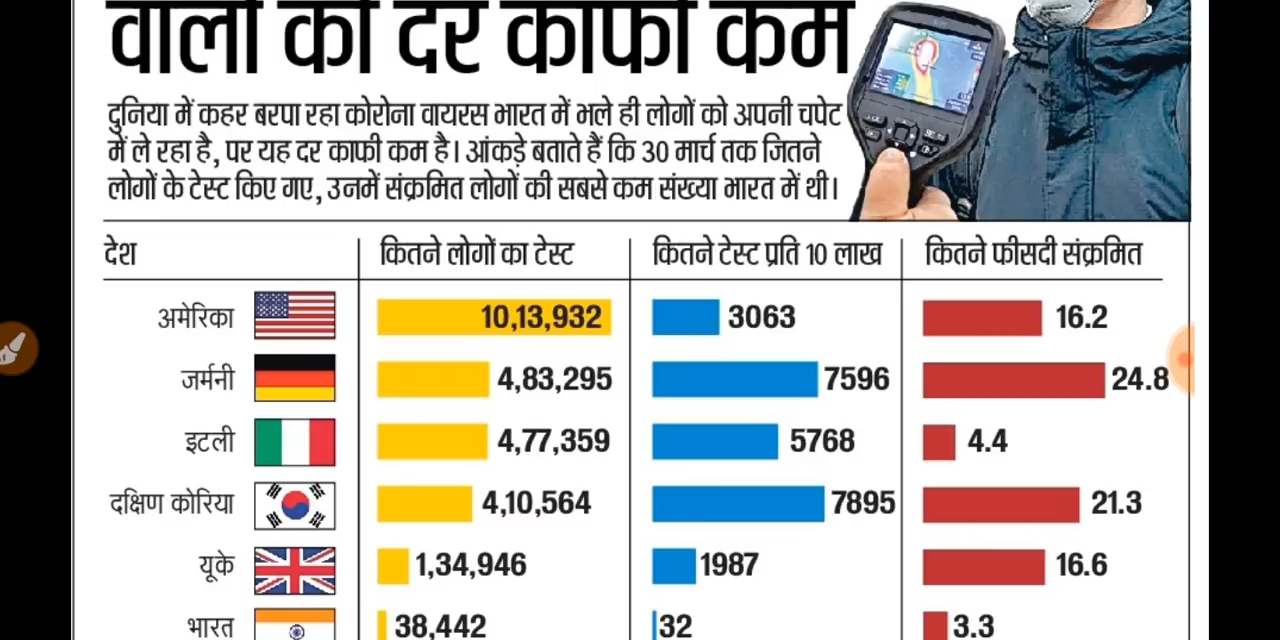 वालों की दर काफी कम
दुनिया में कहर बरपा रहा कोरोना वायरस भारत में भले ही लोगों को अपनी चपेट
में ले रहा है, पर यह दर काफी कम है। आंकड़े बताते हैं कि 30 मार्च तक जितने
लोगों के टेस्ट किए गए, उनमें संक्रमित लोगों की सबसे कम संख्या भारत में थी।
देश कितने लोगों का टेस्ट कितने टेस्ट प्रति 10 लाख कितने फीसदी संक्रमित
अमेरिका 10,13,932 3063 16.2
जर्मनी 4,83,295 7596 24.8
इटली 4,77,359 5768 4.4
दक्षिण कोरिया 4,10,564 7895 21.3
यूके 1,34,946 1987 16.6
भारत 38,442 32 3.3